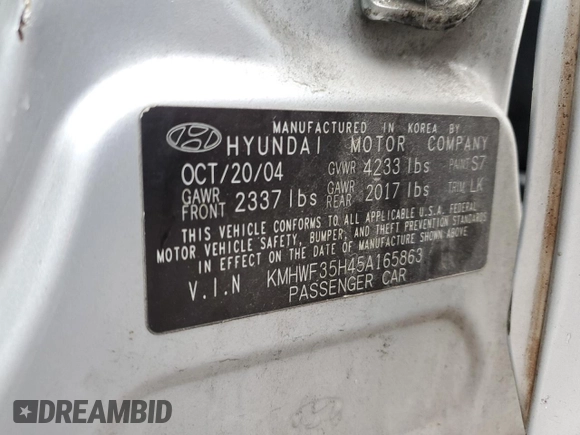 MANUFACTURED IN KOREA BY
HYUNDAI MOTOR COMPANY
OCT/20/04 GVWR 4233 lbs PAINT S7
GAWR FRONT 2337 lbs GAWR REAR 2017 lbs TRIM LK
THIS VEHICLE CONFORMS TO ALL APPLICABLE U.S.A. FEDERAL
MOTOR VEHICLE SAFETY, BUMPER, AND THEFT PREVENTION STANDARDS
IN EFFECT ON THE DATE OF MANUFACTURE SHOWN ABOVE.
V.I.N KMHWF35H45A165863
PASSENGER CAR
DREAMBID